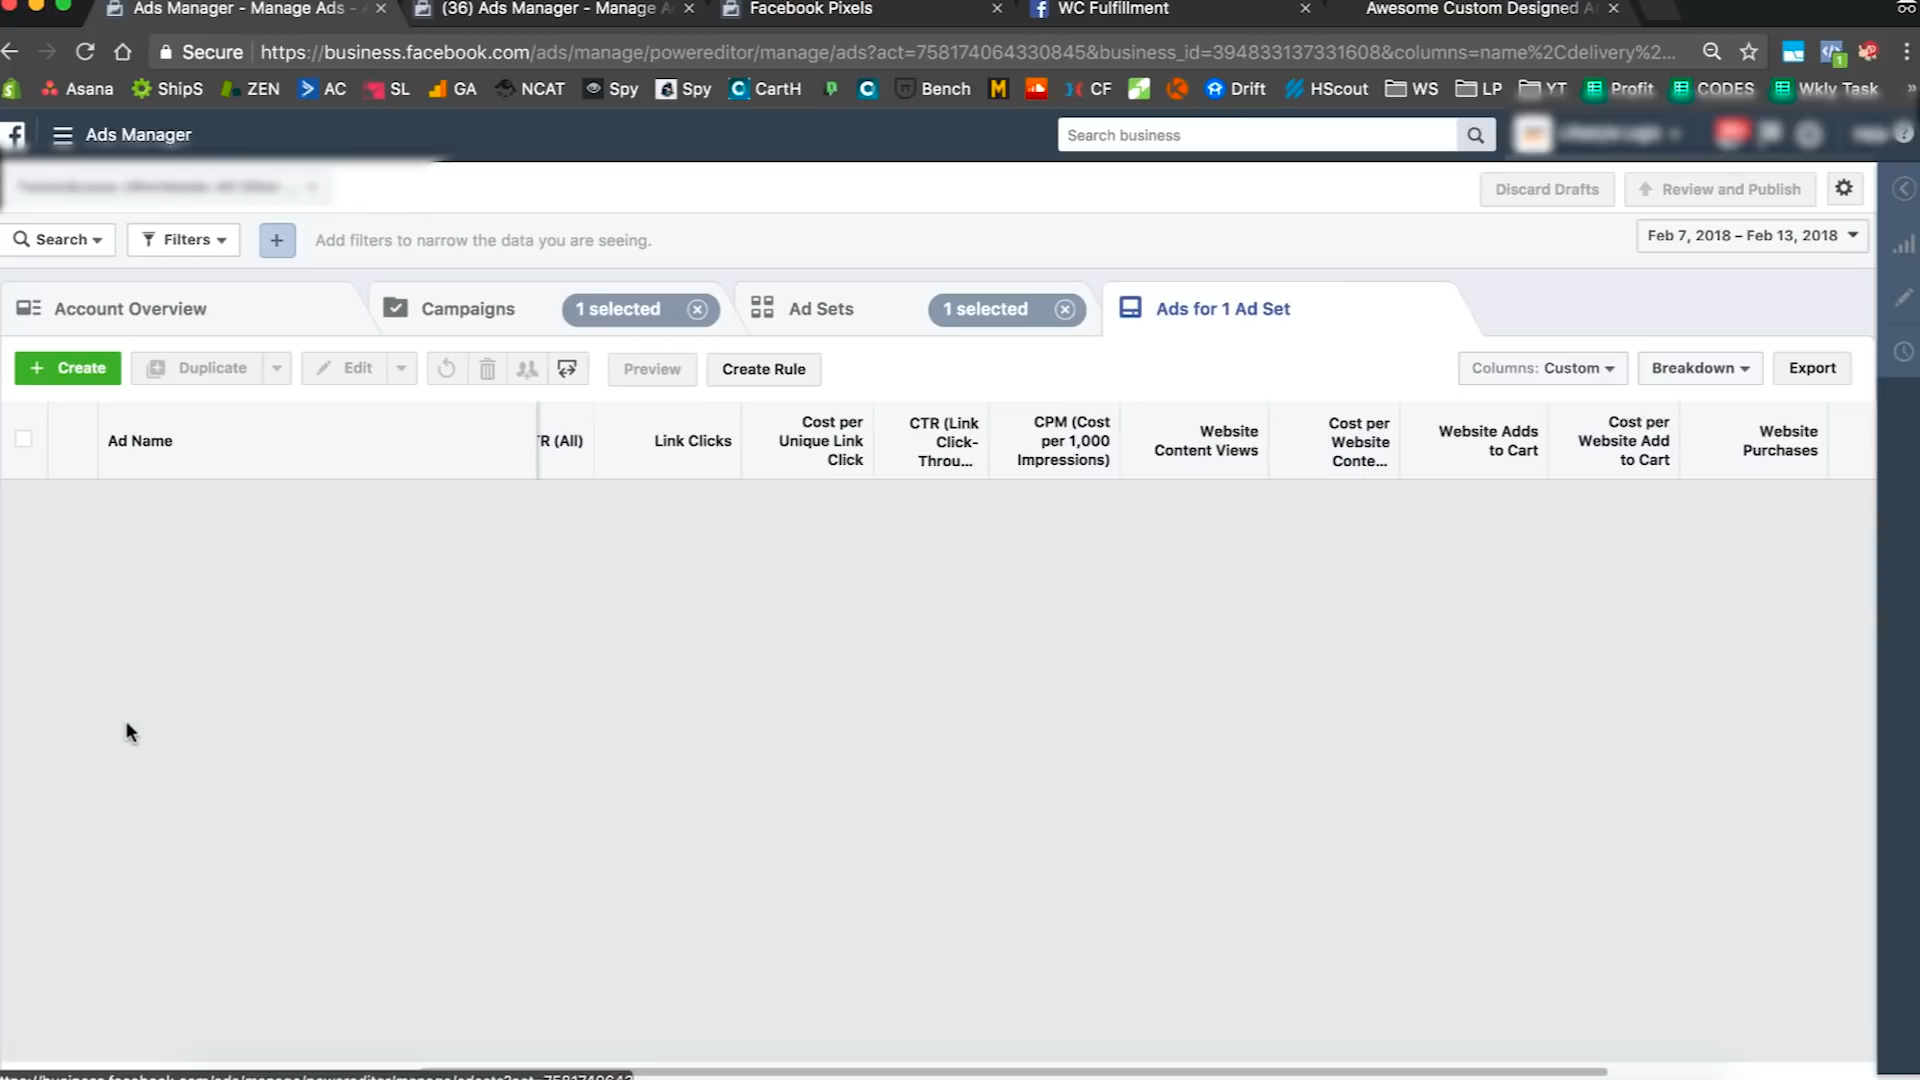 Ads Manager - Manage Ads -
(36) Ads Manager - Manage A
Facebook Pixels
WC Fulfillment
Awesome Custom Designed A
Secure
https://business.facebook.com/ads/manage/powereditor/manage/ads?act=758174064330845&business_id=394833137331608&columns=name%2Cdelivery%2...
Asana
ShipS
ZEN
AC
SL
GA
NCAT
Spy
Spy
CartH
Bench
CF
Drift
HScout
WS
LP
YT
Profit
CODES
Wkly Task
Ads Manager
Search business
Discard Drafts
Review and Publish
Search
Filters
Add filters to narrow the data you are seeing.
Feb 7, 2018 – Feb 13, 2018
Account Overview
Campaigns
1 selected
Ad Sets
1 selected
Ads for 1 Ad Set
+ Create
Duplicate
Edit
Preview
Create Rule
Columns: Custom
Breakdown
Export
Ad Name
R (All)
Link Clicks
Cost per
Unique Link
Click
CTR (Link
Click-
Throu...
CPM (Cost
per 1,000
Impressions)
Website
Content Views
Cost per
Website
Conte...
Website Adds
to Cart
Cost per
Website Add
to Cart
Website
Purchases